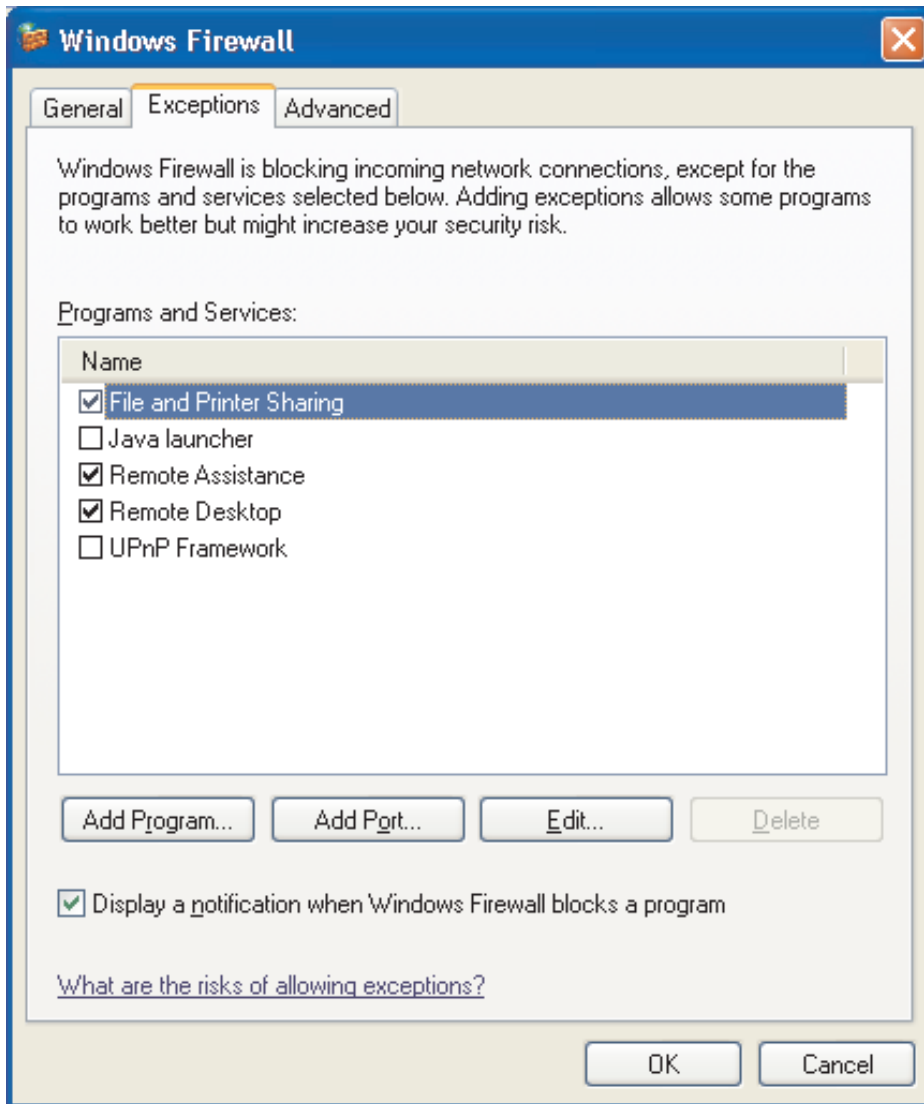 Windows Firewall
General Exceptions Advanced
Windows Firewall is blocking incoming network connections, except for the
programs and services selected below. Adding exceptions allows some programs
to work better but might increase your security risk.
Programs and Services:
Name
File and Printer Sharing
Java launcher
Remote Assistance
Remote Desktop
UPnP Framework
Add Program... Add Port... Edit... Delete
Display a notification when Windows Firewall blocks a program
What are the risks of allowing exceptions?
OK Cancel